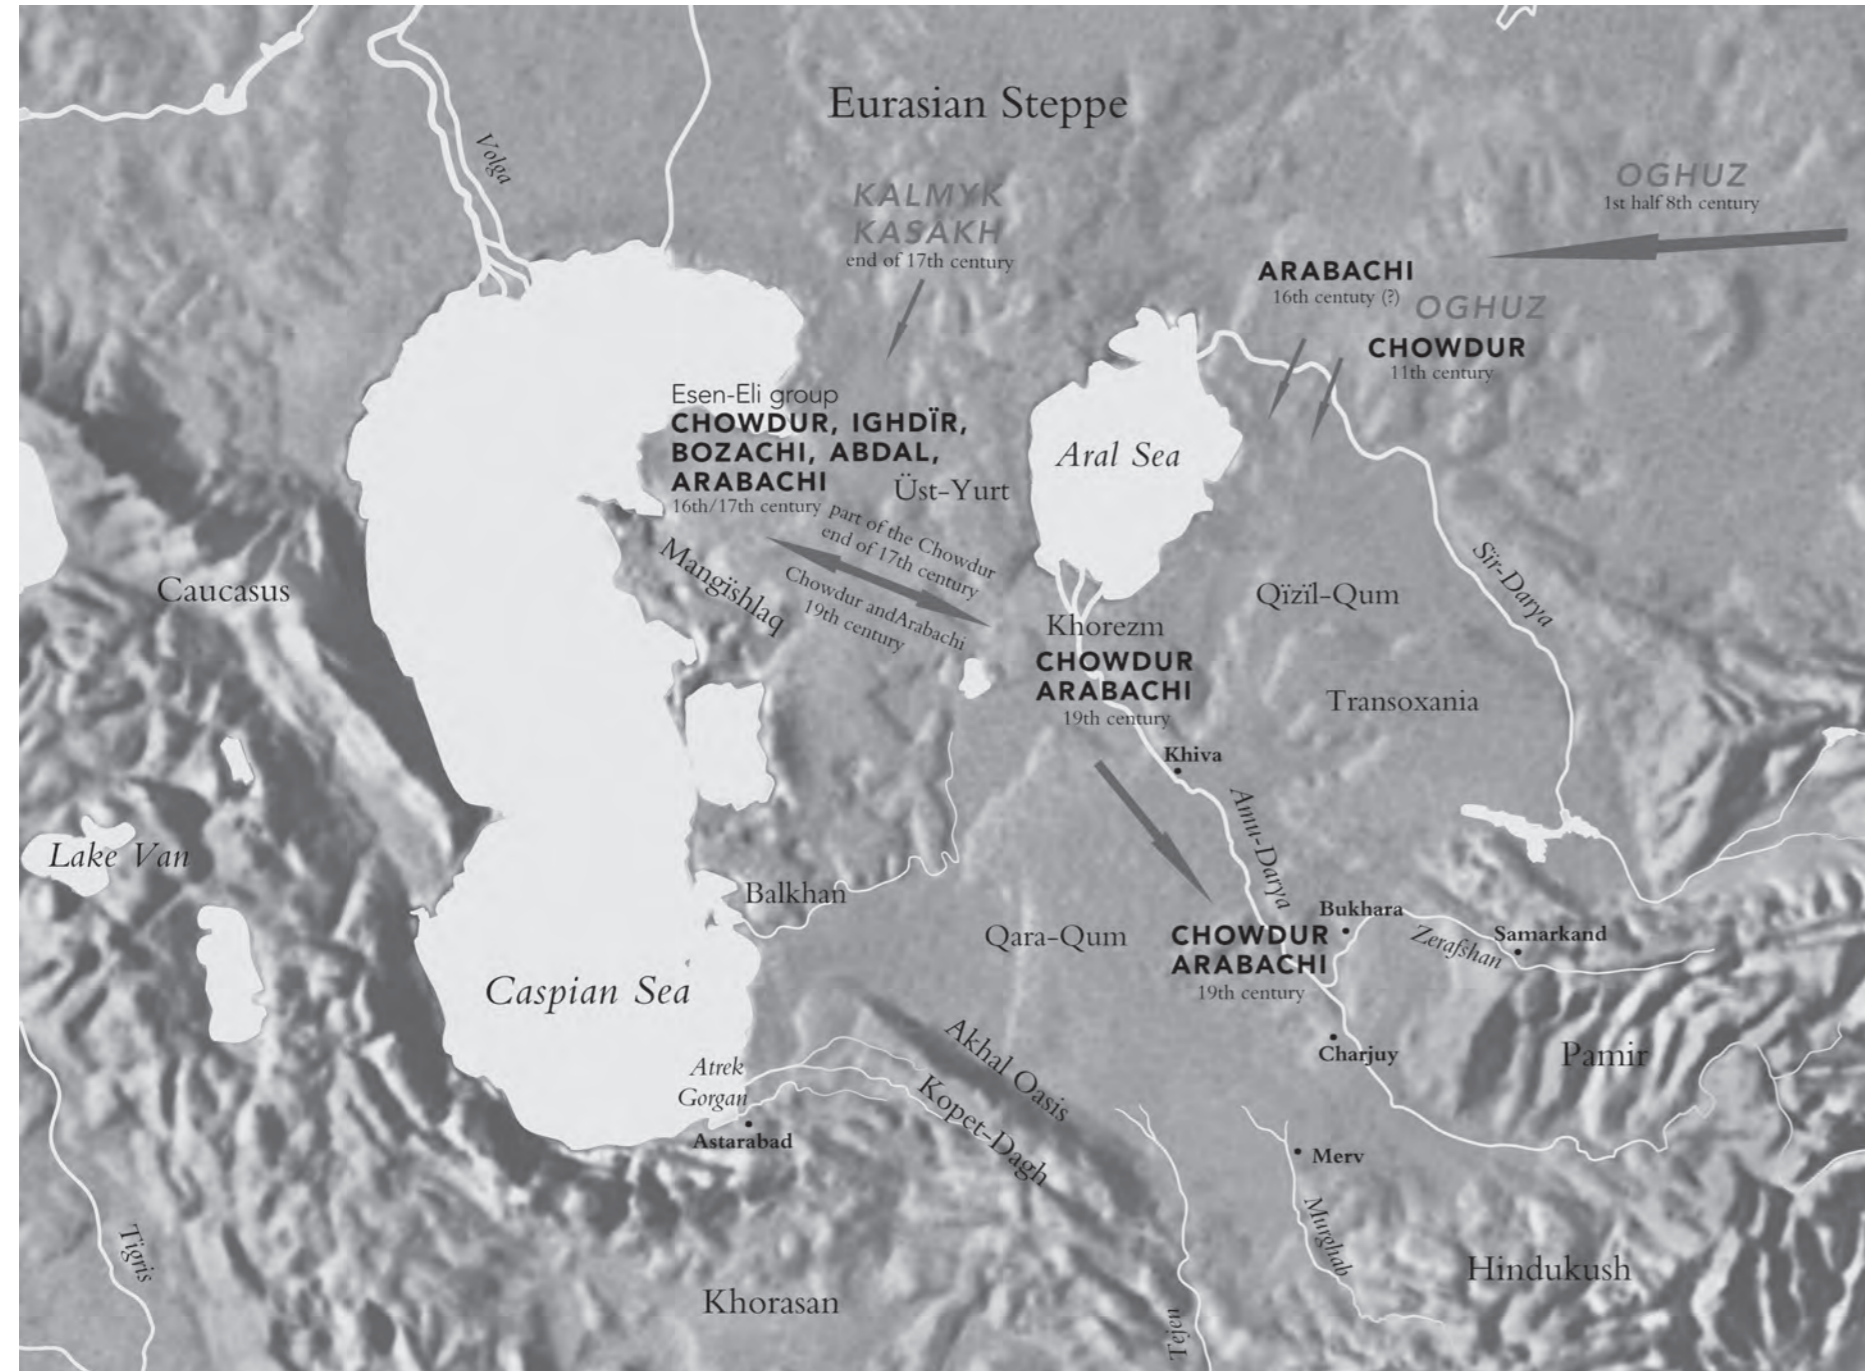 Eurasian Steppe
Volga
KALMYK
KASAKH
end of 17th century
OGHUZ
1st half 8th century
ARABACHI
16th centuty (?)
OGHUZ
CHOWDUR
11th century
Esen-Eli group
CHOWDUR, IGHDÏR,
BOZACHI, ABDAL,
ARABACHI
16th/17th century
Üst-Yurt
Aral Sea
part of the Chowdur
end of 17th century
Chowdur andArabachi
19th century
Mangïshlaq
Caucasus
Sïr-Darya
Qïzïl-Qum
Khorezm
CHOWDUR
ARABACHI
19th century
Transoxania
Khiva
Amu-Darya
Lake Van
Balkhan
Qara-Qum
CHOWDUR
ARABACHI
19th century
Bukhara
Zerafshan
Samarkand
Caspian Sea
Akhal Oasis
Kopet-Dagh
Atrek
Gorgan
Astarabad
Charjuy
Pamir
Merv
Murghab
Tigris
Tejen
Khorasan
Hindukush